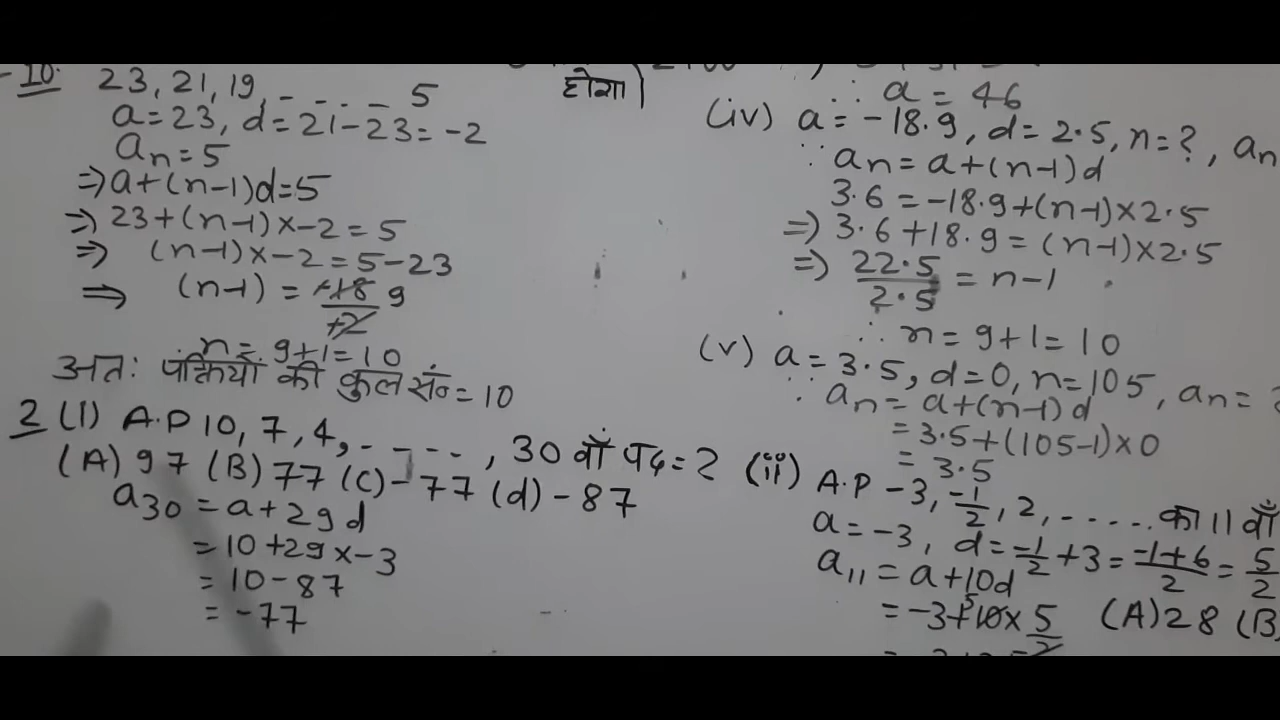 10.
23, 21, 19, - - - - 5
a = 23, d = 21-23 = -2
an = 5
⇒ a+(n-1)d = 5
⇒ 23+(n-1)×-2 = 5
⇒ (n-1)×-2 = 5-23
⇒ (n-1) = -18/-2 9
n = 9+1 = 10
अतः पंक्तियों की कुल सं० = 10
2 (i) A.P 10, 7, 4, - - - -, 30 वाँ पद = ?
(A) 97 (B) 77 (C) -77 (d) -87
a30 = a+29d
= 10+29×-3
= 10-87
= -77
होगा।
∴ a = 46
(iv) a = -18.9, d = 2.5, n = ?, an
∵ an = a+(n-1)d
3.6 = -18.9+(n-1)×2.5
⇒ 3.6+18.9 = (n-1)×2.5
⇒ 22.5/2.5 = n-1
∴ n = 9+1 = 10
(v) a = 3.5, d = 0, n = 105, an =
∵ an = a+(n-1)d
= 3.5+(105-1)×0
= 3.5
(ii) A.P -3, -1/2, 2, ..... का 11 वाँ
a = -3, d = -1/2+3 = -1+6/2 = 5/2
a11 = a+10d
= -3+10×5/2 5 (A) 28 (B